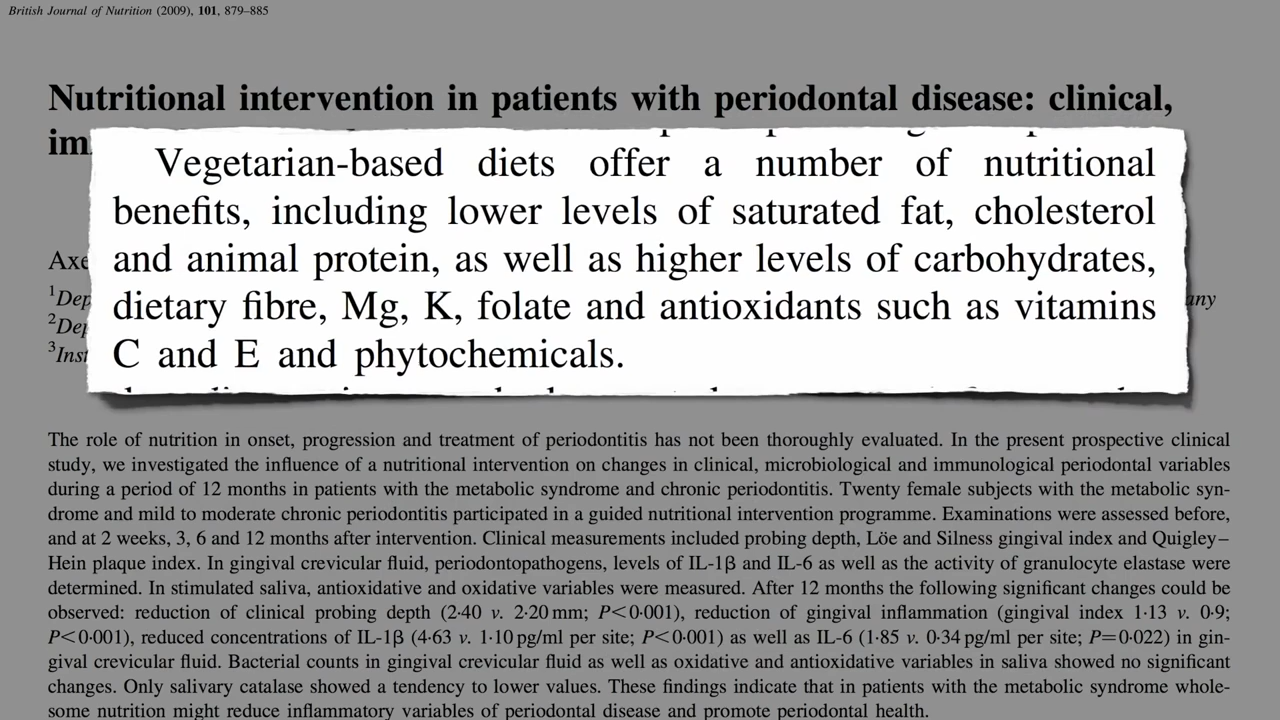 British Journal of Nutrition (2009), 101, 879–885
Nutritional intervention in patients with periodontal disease: clinical,
Vegetarian-based diets offer a number of nutritional
benefits, including lower levels of saturated fat, cholesterol
and animal protein, as well as higher levels of carbohydrates,
dietary fibre, Mg, K, folate and antioxidants such as vitamins
C and E and phytochemicals.
The role of nutrition in onset, progression and treatment of periodontitis has not been thoroughly evaluated. In the present prospective clinical
study, we investigated the influence of a nutritional intervention on changes in clinical, microbiological and immunological periodontal variables
during a period of 12 months in patients with the metabolic syndrome and chronic periodontitis. Twenty female subjects with the metabolic syn-
drome and mild to moderate chronic periodontitis participated in a guided nutritional intervention programme. Examinations were assessed before,
and at 2 weeks, 3, 6 and 12 months after intervention. Clinical measurements included probing depth, Löe and Silness gingival index and Quigley–
Hein plaque index. In gingival crevicular fluid, periodontopathogens, levels of IL-1β and IL-6 as well as the activity of granulocyte elastase were
determined. In stimulated saliva, antioxidative and oxidative variables were measured. After 12 months the following significant changes could be
observed: reduction of clinical probing depth (2·40 v. 2·20 mm; P<0·001), reduction of gingival inflammation (gingival index 1·13 v. 0·9;
P<0·001), reduced concentrations of IL-1β (4·63 v. 1·10 pg/ml per site; P<0·001) as well as IL-6 (1·85 v. 0·34 pg/ml per site; P=0·022) in gin-
gival crevicular fluid. Bacterial counts in gingival crevicular fluid as well as oxidative and antioxidative variables in saliva showed no significant
changes. Only salivary catalase showed a tendency to lower values. These findings indicate that in patients with the metabolic syndrome whole-
some nutrition might reduce inflammatory variables of periodontal disease and promote periodontal health.